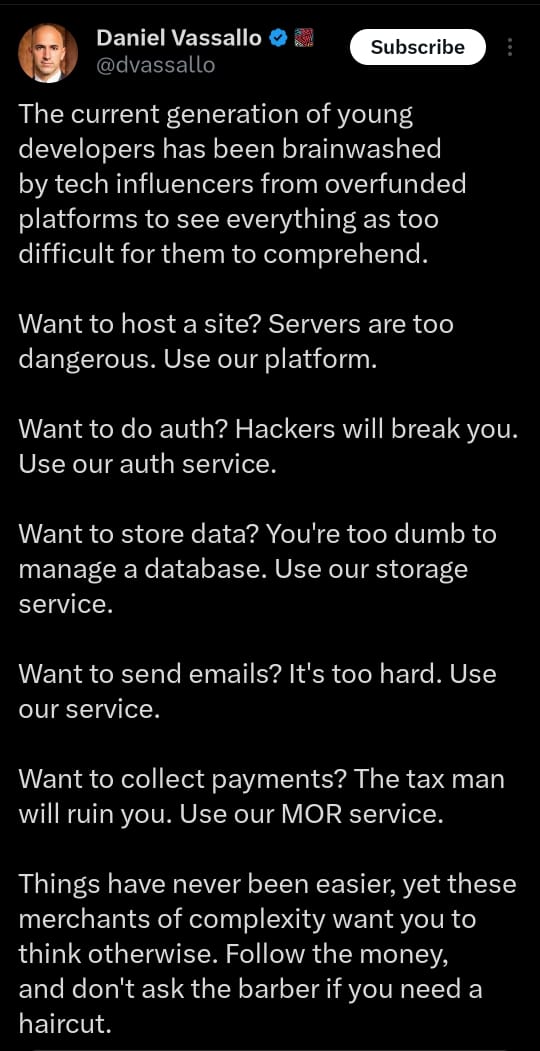 Daniel Vassallo
@dvassallo
Subscribe
The current generation of young
developers has been brainwashed
by tech influencers from overfunded
platforms to see everything as too
difficult for them to comprehend.
Want to host a site? Servers are too
dangerous. Use our platform.
Want to do auth? Hackers will break you.
Use our auth service.
Want to store data? You're too dumb to
manage a database. Use our storage
service.
Want to send emails? It's too hard. Use
our service.
Want to collect payments? The tax man
will ruin you. Use our MOR service.
Things have never been easier, yet these
merchants of complexity want you to
think otherwise. Follow the money,
and don't ask the barber if you need a
haircut.